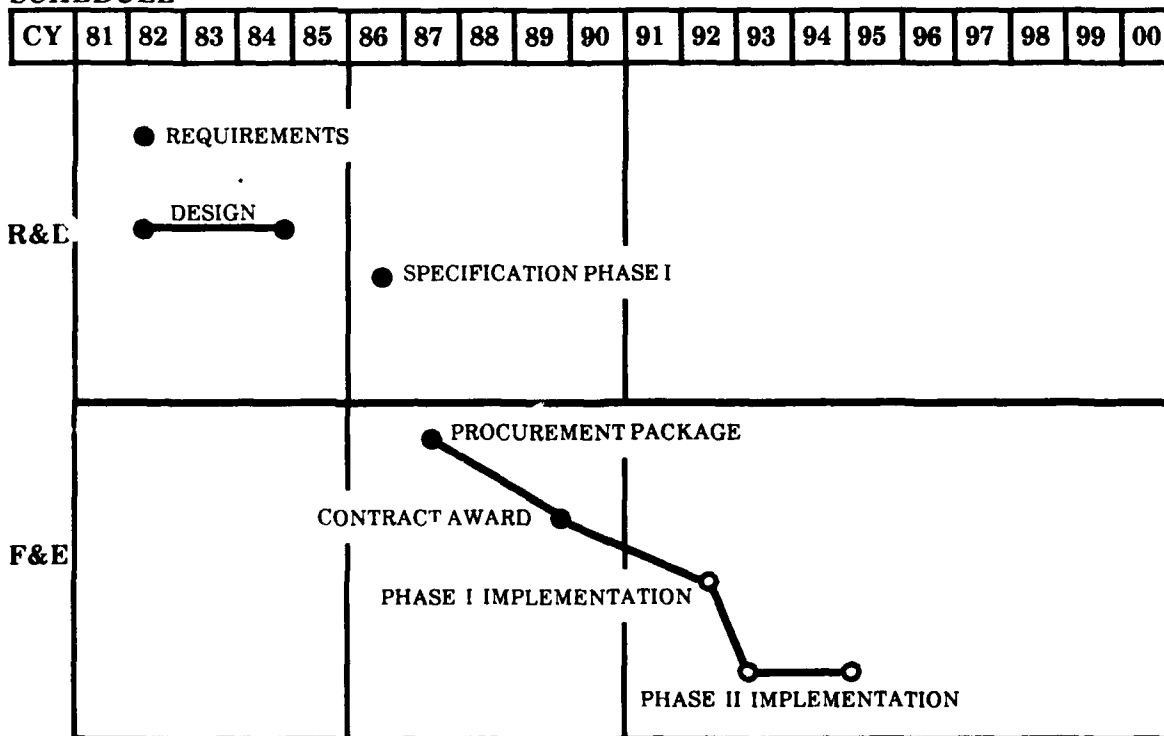 SCHEDULE
CY 81 82 83 84 85 86 87 88 89 90 91 92 93 94 95 96 97 98 99 00
REQUIREMENTS
DESIGN
R&D
SPECIFICATION PHASE I
PROCUREMENT PACKAGE
CONTRACT AWARD
F&E
PHASE I IMPLEMENTATION
PHASE II IMPLEMENTATION